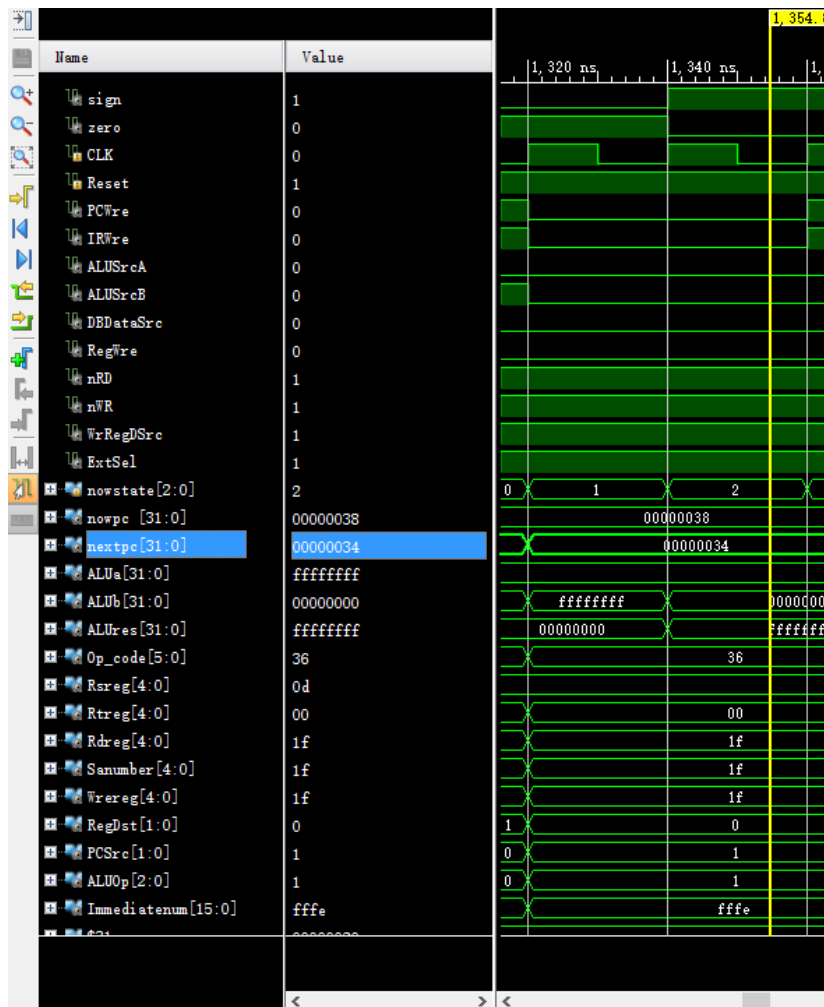 1, 354.
Name Value
1, 320 ns 1, 340 ns 1,
sign 1
zero 0
CLK 0
Reset 1
PCWre 0
IRWre 0
ALUSrcA 0
ALUSrcB 0
DBDataSrc 0
RegWre 0
nRD 1
nWR 1
WrRegDSrc 1
ExtSel 1
nowstate[2:0] 2 0 1 2
nowpc [31:0] 00000038 00000038
nextpc[31:0] 00000034 00000034
ALUa[31:0] ffffffff
ALUb[31:0] 00000000 ffffffff 0000000
ALUres[31:0] ffffffff 00000000 ffffff
Op_code[5:0] 36 36
Rsreg[4:0] 0d
Rtreg[4:0] 00 00
Rdreg[4:0] 1f 1f
Sanumber[4:0] 1f 1f
Wrereg[4:0] 1f 1f
RegDst[1:0] 0 1 0
PCSrc[1:0] 1 0 1
ALUOp[2:0] 1 0 1
Immediatenum[15:0] fffe fffe